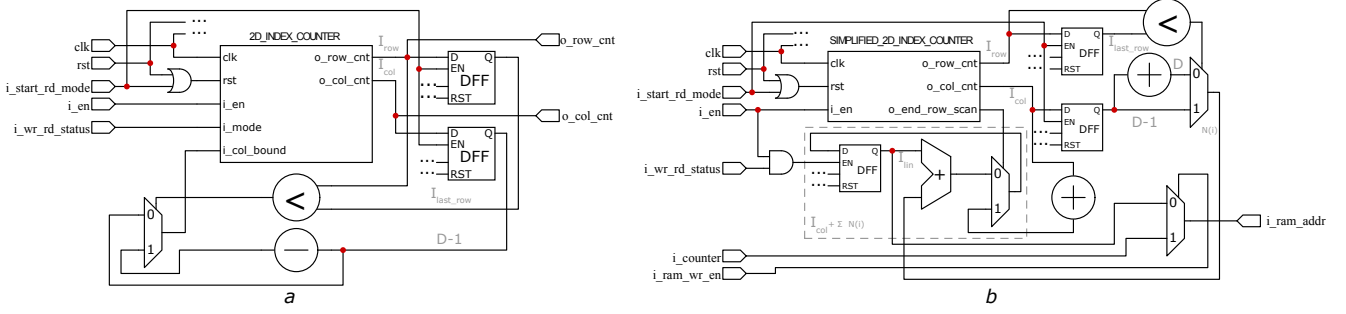 clk
rst
i_start_rd_mode
i_en
i_wr_rd_status
...
...
2D_INDEX_COUNTER
clk
rst
i_en
i_mode
i_col_bound
o_row_cnt
o_col_cnt
I_row
I_col
D Q
EN
DFF
... RST
D Q
EN
DFF
...
... RST
o_row_cnt
o_col_cnt
I_last_row
<
0
1
−
D-1
a
clk
rst
i_start_rd_mode
i_en
i_wr_rd_status
i_counter
i_ram_wr_en
...
...
SIMPLIFIED_2D_INDEX_COUNTER
clk
rst
i_en
o_row_cnt
o_col_cnt
o_end_row_scan
I_row
I_col
D Q
EN
DFF
... RST
I_last_row
<
D Q
EN
DFF
...
... RST
D-1
+
D
0
1
N(i)
D Q
EN
DFF
...
... RST
I_lin
+
0
1
I_col + Σ N(i)
+
0
1
i_ram_addr
b